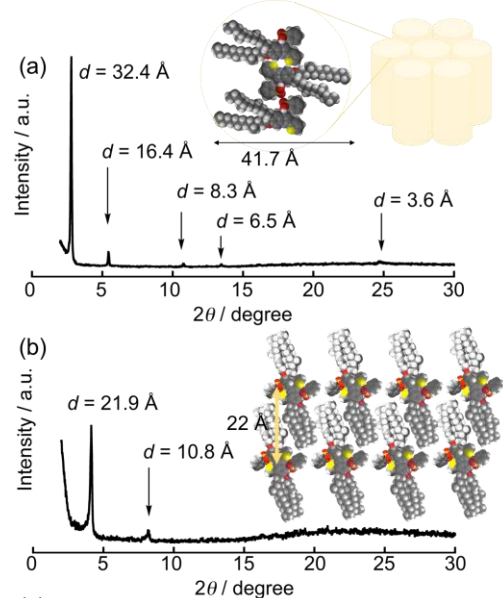 (a)
d = 32.4 Å
d = 16.4 Å
41.7 Å
d = 8.3 Å
d = 6.5 Å
d = 3.6 Å
Intensity / a.u.
0 5 10 15 20 25 30
2θ / degree
(b)
d = 21.9 Å
22 Å
d = 10.8 Å
Intensity / a.u.
0 5 10 15 20 25 30
2θ / degree